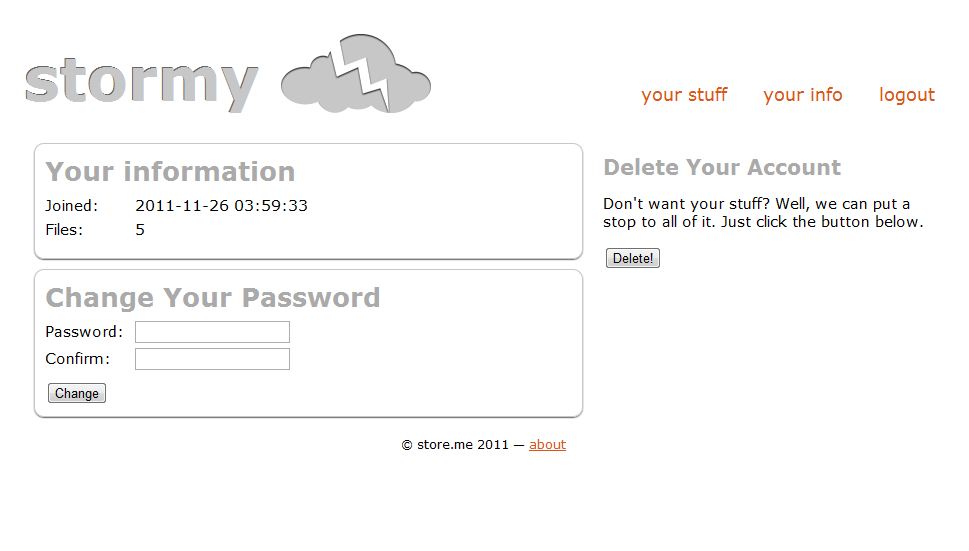 stormy
your stuff your info logout
Your information
Joined: 2011-11-26 03:59:33
Files: 5
Change Your Password
Password:
Confirm:
Change
Delete Your Account
Don't want your stuff? Well, we can put a
stop to all of it. Just click the button below.
Delete!
© store.me 2011 — about